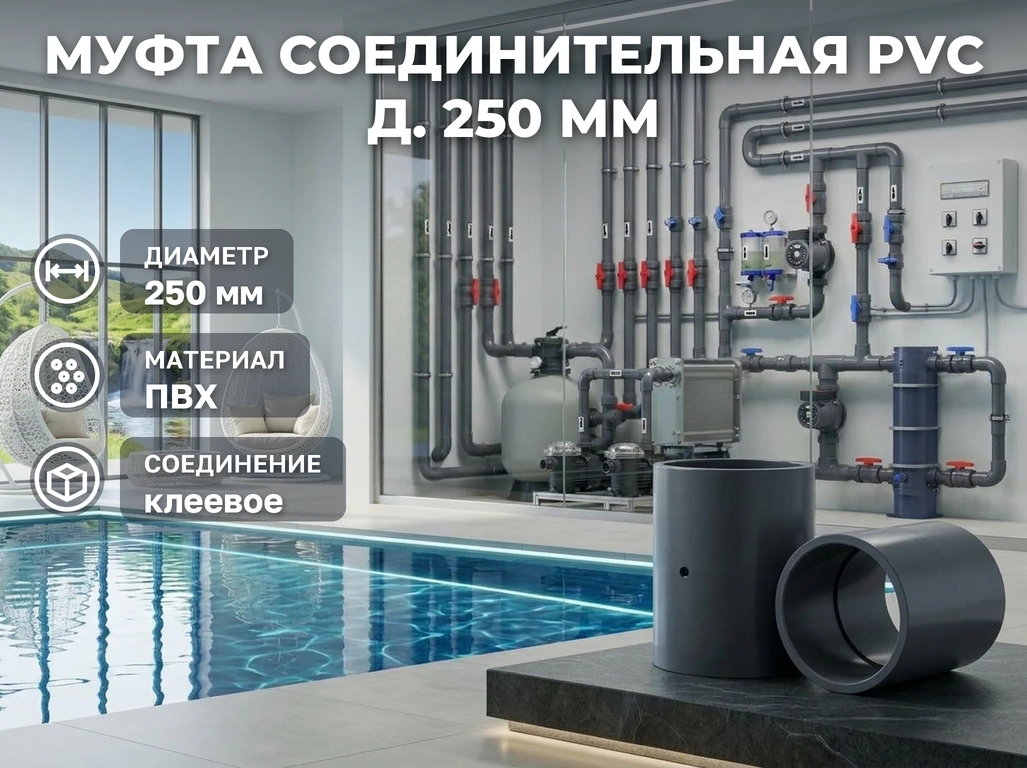 МУФТА СОЕДИНИТЕЛЬНАЯ PVC
Д. 250 ММ
ДИАМЕТР
250 мм
МАТЕРИАЛ
ПВХ
СОЕДИНЕНИЕ
клеевое